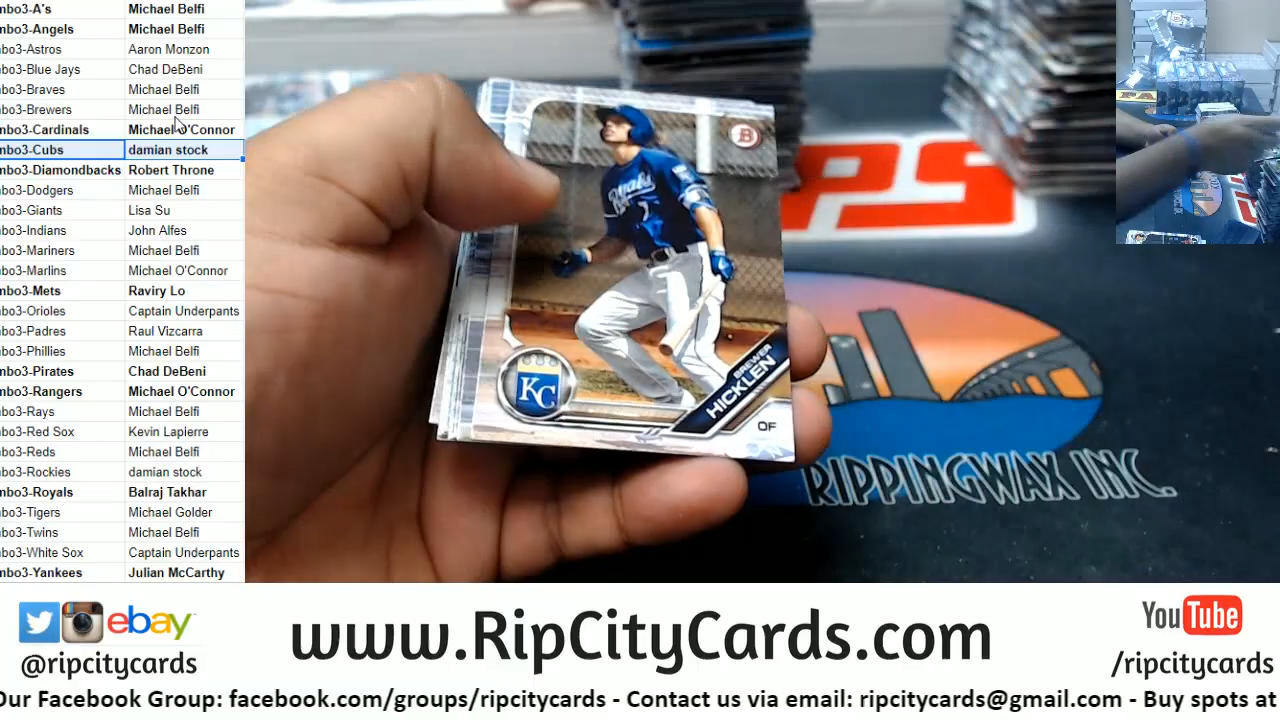 mbo3-A's Michael Belfi
mbo3-Angels Michael Belfi
mbo3-Astros Aaron Monzon
mbo3-Blue Jays Chad DeBeni
mbo3-Braves Michael Belfi
mbo3-Brewers Michael Belfi
mbo3-Cardinals Michael O'Connor
mbo3-Cubs damian stock
mbo3-Diamondbacks Robert Throne
mbo3-Dodgers Michael Belfi
mbo3-Giants Lisa Su
mbo3-Indians John Alfes
mbo3-Mariners Michael Belfi
mbo3-Marlins Michael O'Connor
mbo3-Mets Raviry Lo
mbo3-Orioles Captain Underpants
mbo3-Padres Raul Vizcarra
mbo3-Phillies Michael Belfi
mbo3-Pirates Chad DeBeni
mbo3-Rangers Michael O'Connor
mbo3-Rays Michael Belfi
mbo3-Red Sox Kevin Lapierre
mbo3-Reds Michael Belfi
mbo3-Rockies damian stock
mbo3-Royals Balraj Takhar
mbo3-Tigers Michael Golder
mbo3-Twins Michael Belfi
mbo3-White Sox Captain Underpants
mbo3-Yankees Julian McCarthy
B
Royals
KC
BREWER
HICKLEN
OF
PS
RIPPINGWAX INC.
ebay
@ripcitycards
www.RipCityCards.com
YouTube
/ripcitycards
Our Facebook Group: facebook.com/groups/ripcitycards - Contact us via email: ripcitycards@gmail.com - Buy spots at